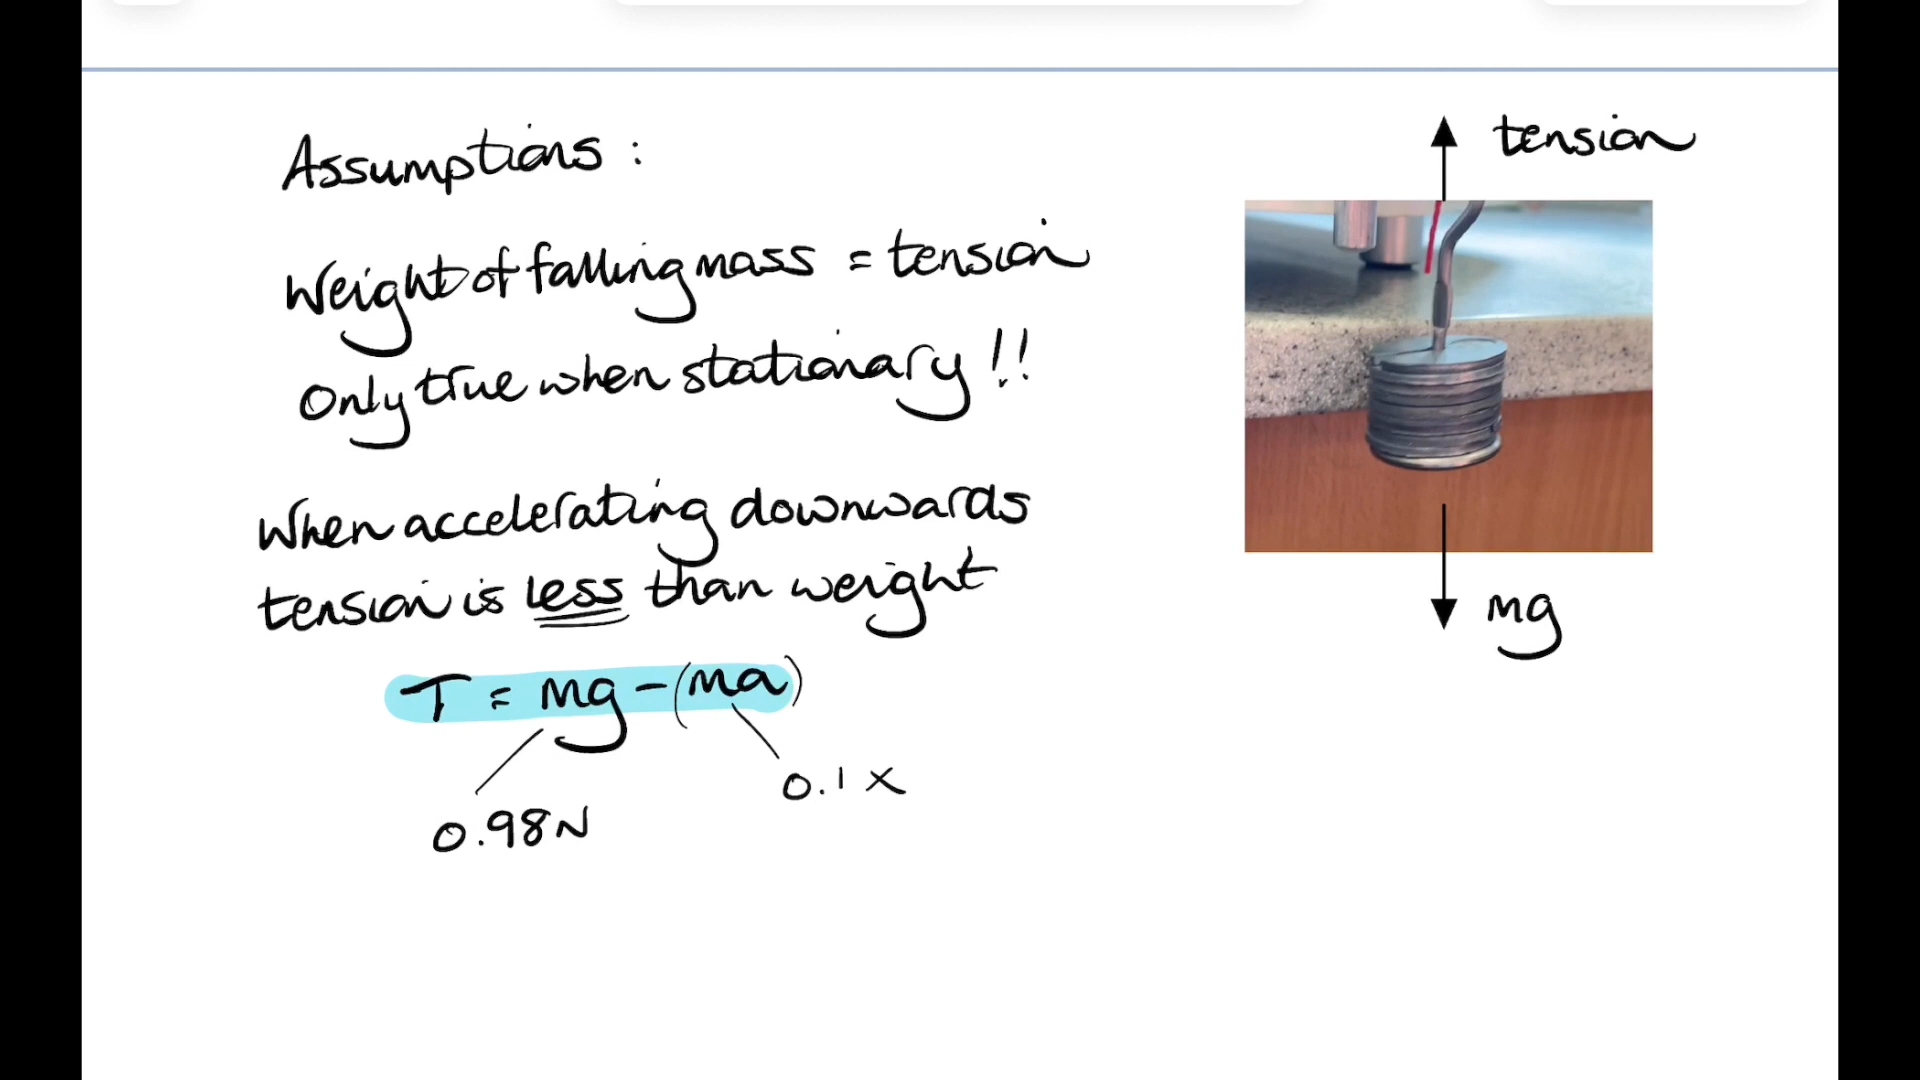 Assumptions :
Weight of falling mass = tension
Only true when stationary !!
When accelerating downwards
tension is less than weight
T = mg - (ma)
0.98N
0.1 x
tension
mg